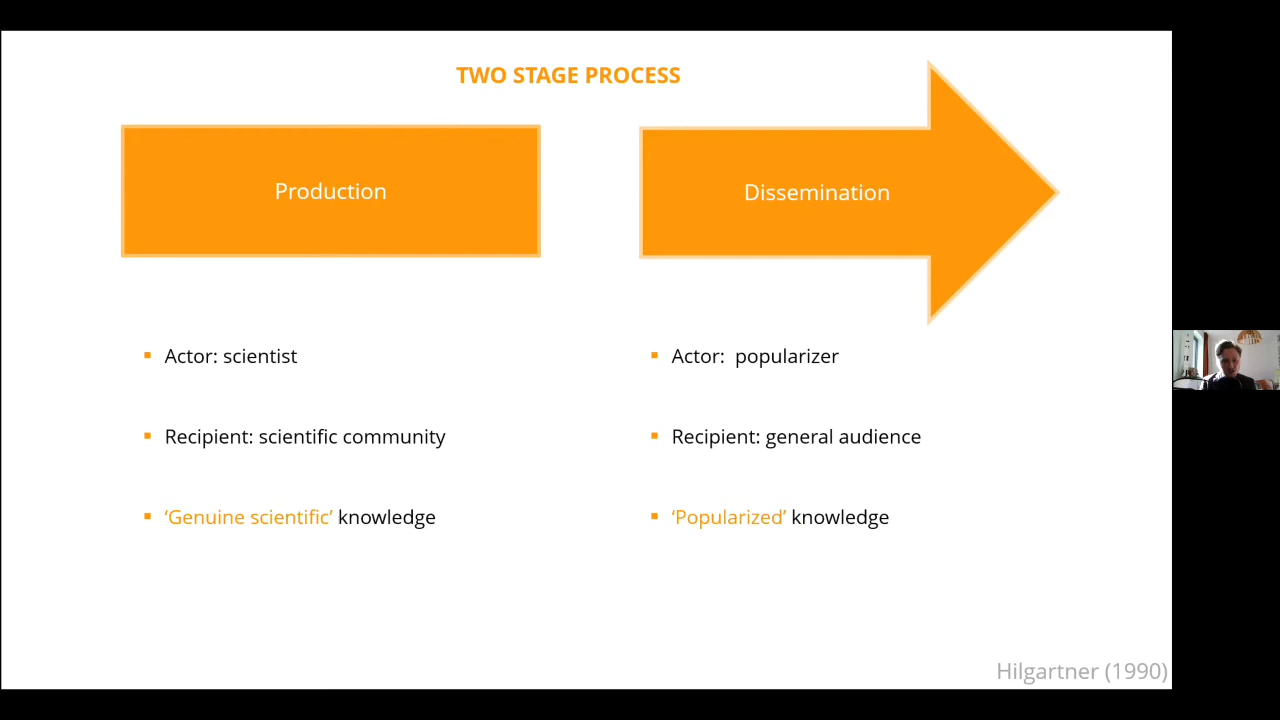 TWO STAGE PROCESS
Production
Dissemination
Actor: scientist
Recipient: scientific community
‘Genuine scientific’ knowledge
Actor:  popularizer
Recipient: general audience
‘Popularized’ knowledge
Hilgartner (1990)